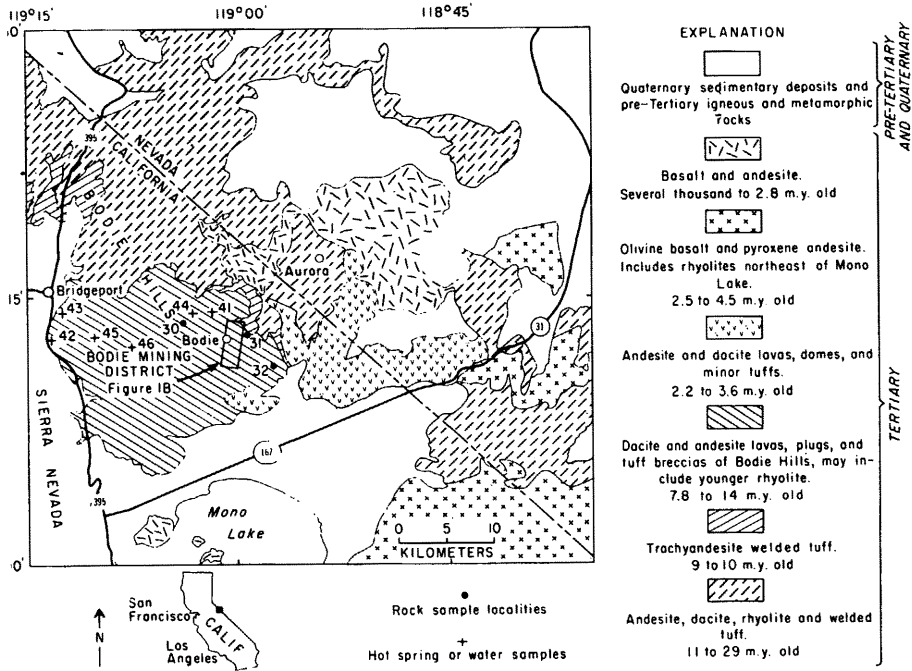 119° 15'
119° 00'
118° 45'
0'
395
NEVADA
CALIFORNIA
BODIE HILLS
Aurora
15'
Bridgeport
43
42
45
46
44
41
30
Bodie
31
32
31
BODIE MINING
DISTRICT
Figure 1B
SIERRA NEVADA
167
395
Mono
Lake
0 5 10
KILOMETERS
0'
N
San
Francisco
CALIF
Los
Angeles
Rock sample localities
Hot spring or water samples
EXPLANATION
Quaternary sedimentary deposits and
pre-Tertiary igneous and metamorphic
rocks
Basalt and andesite.
Several thousand to 2.8 m.y. old
Olivine basalt and pyroxene andesite.
Includes rhyolites northeast of Mono
Lake.
2.5 to 4.5 m.y. old
Andesite and dacite lavas, domes, and
minor tuffs.
2.2 to 3.6 m.y. old
Dacite and andesite lavas, plugs, and
tuff breccias of Bodie Hills, may in-
clude younger rhyolite.
7.8 to 14 m.y. old
Trachyandesite welded tuff.
9 to 10 m.y. old
Andesite, dacite, rhyolite and welded
tuff.
11 to 29 m.y. old
PRE-TERTIARY
AND QUATERNARY
TERTIARY